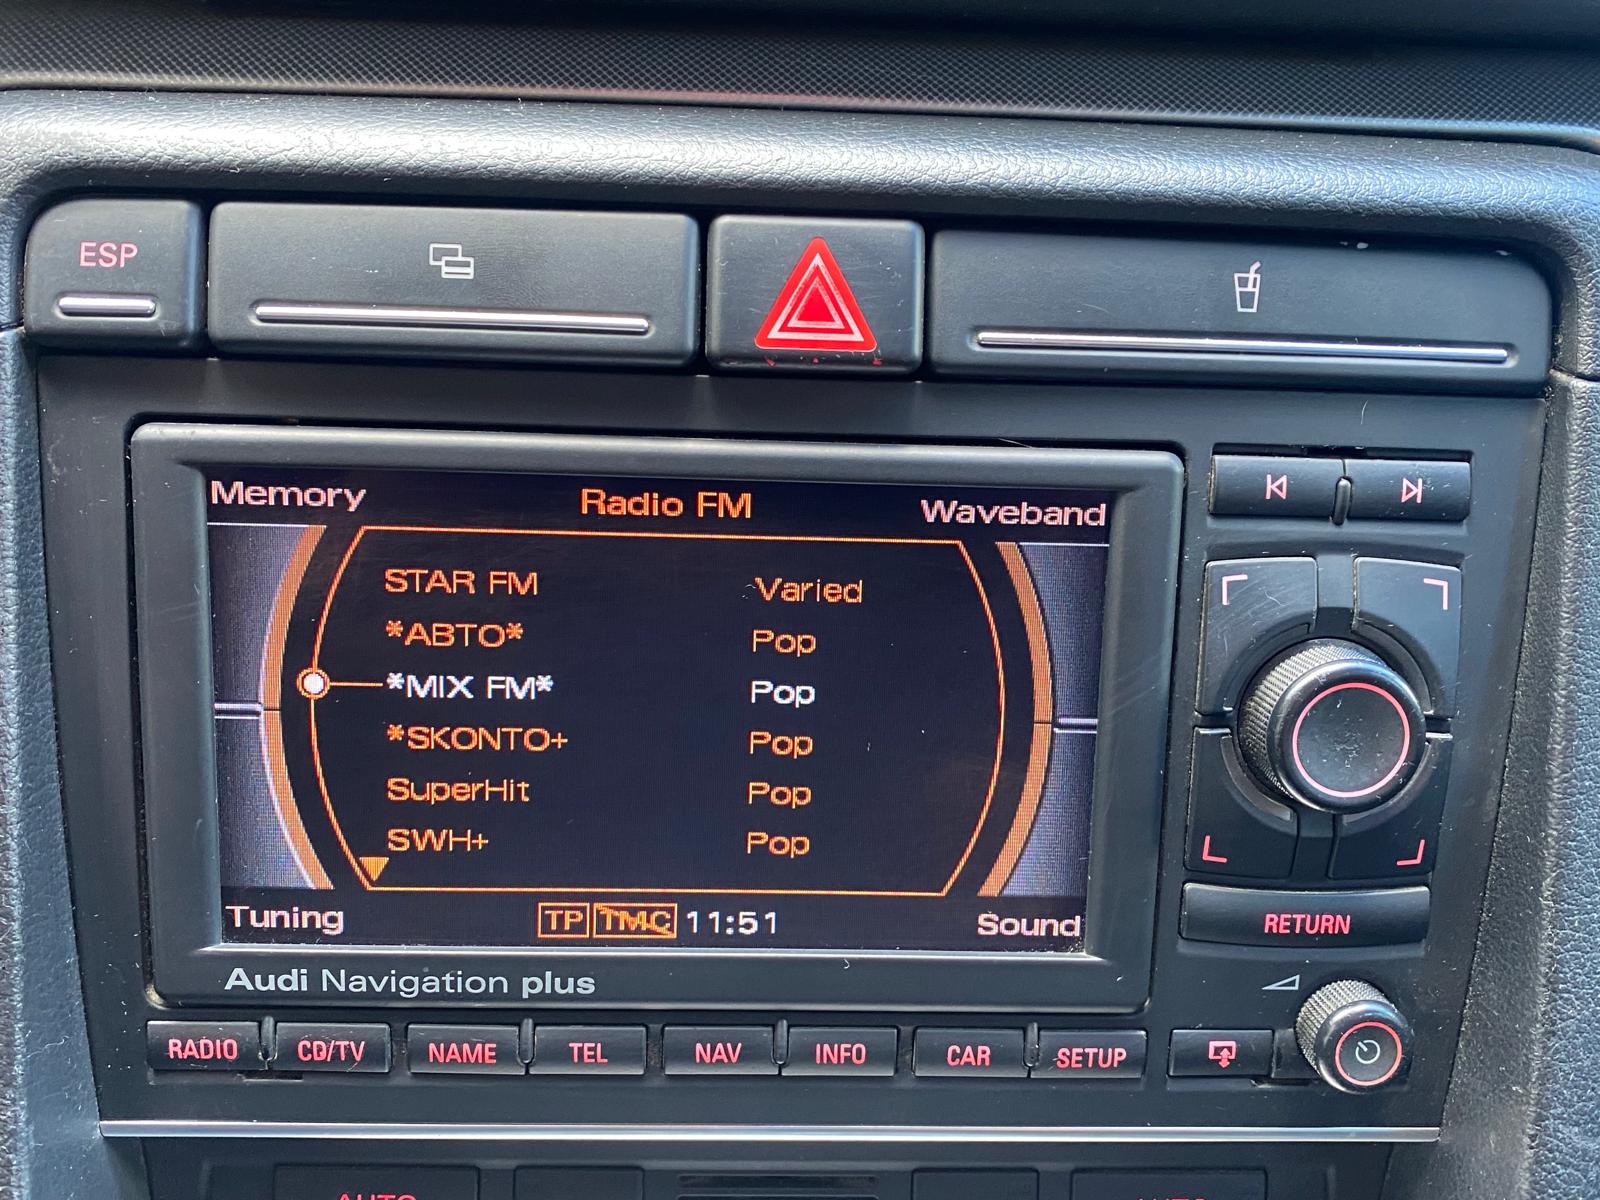 ESP
Memory Radio FM Waveband
STAR FM Varied
*ABTO* Pop
*MIX FM* Pop
*SKONTO+ Pop
SuperHit Pop
SWH+ Pop
Tuning TP TMC 11:51 Sound
RETURN
Audi Navigation plus
RADIO CD/TV NAME TEL NAV INFO CAR SETUP
AUTO AUTO